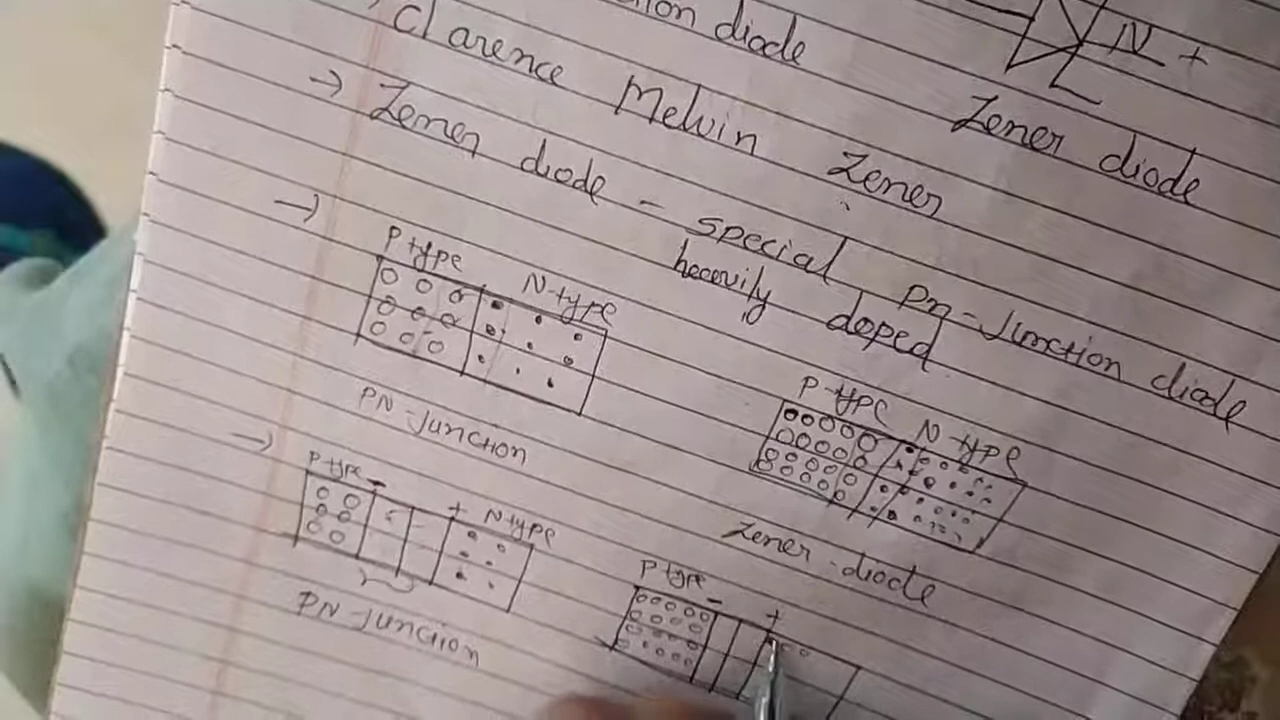 diode
N +
Zener diode
Clarence Melvin Zener
→ Zener diode - special Pn-Junction diode
heavily doped
→
P type N-type
PN-Junction
P-type N-type
Zener-diode
→
P type - + N-type
PN-Junction
P type - +